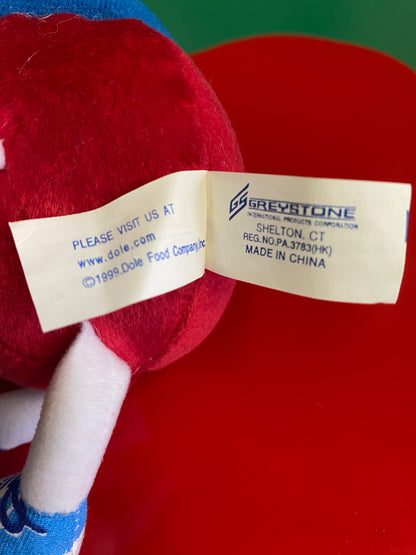 PLEASE VISIT US AT
www.dole.com
©1999.Dole Food Company,Inc
GS GREYSTONE
INTERNATIONAL PRODUCTS CORPORATION
SHELTON, CT
REG.NO.PA.3783(HK)
MADE IN CHINA